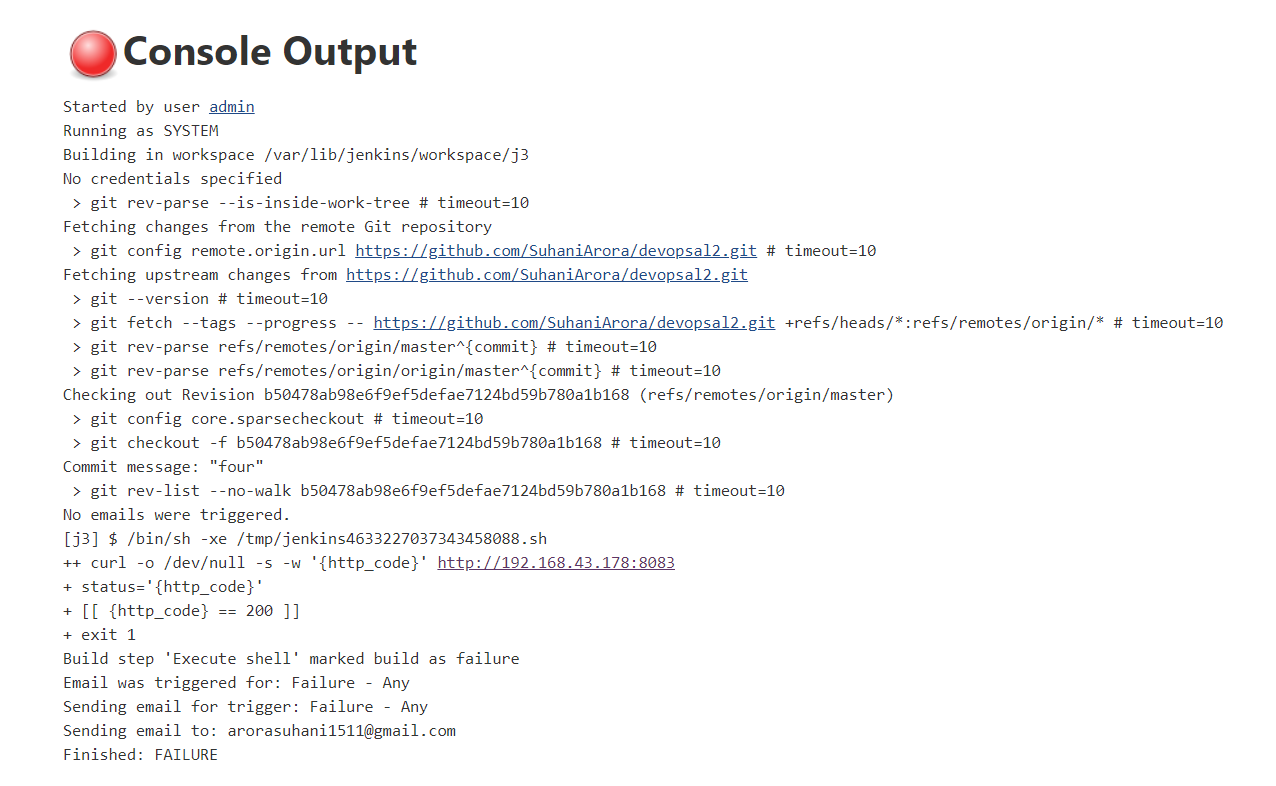 Console Output
Started by user admin
Running as SYSTEM
Building in workspace /var/lib/jenkins/workspace/j3
No credentials specified
 > git rev-parse --is-inside-work-tree # timeout=10
Fetching changes from the remote Git repository
 > git config remote.origin.url https://github.com/SuhaniArora/devopsal2.git # timeout=10
Fetching upstream changes from https://github.com/SuhaniArora/devopsal2.git
 > git --version # timeout=10
 > git fetch --tags --progress -- https://github.com/SuhaniArora/devopsal2.git +refs/heads/*:refs/remotes/origin/* # timeout=10
 > git rev-parse refs/remotes/origin/master^{commit} # timeout=10
 > git rev-parse refs/remotes/origin/origin/master^{commit} # timeout=10
Checking out Revision b50478ab98e6f9ef5defae7124bd59b780a1b168 (refs/remotes/origin/master)
 > git config core.sparsecheckout # timeout=10
 > git checkout -f b50478ab98e6f9ef5defae7124bd59b780a1b168 # timeout=10
Commit message: "four"
 > git rev-list --no-walk b50478ab98e6f9ef5defae7124bd59b780a1b168 # timeout=10
No emails were triggered.
[j3] $ /bin/sh -xe /tmp/jenkins4633227037343458088.sh
++ curl -o /dev/null -s -w '{http_code}' http://192.168.43.178:8083
+ status='{http_code}'
+ [[ {http_code} == 200 ]]
+ exit 1
Build step 'Execute shell' marked build as failure
Email was triggered for: Failure - Any
Sending email for trigger: Failure - Any
Sending email to: arorasuhani1511@gmail.com
Finished: FAILURE